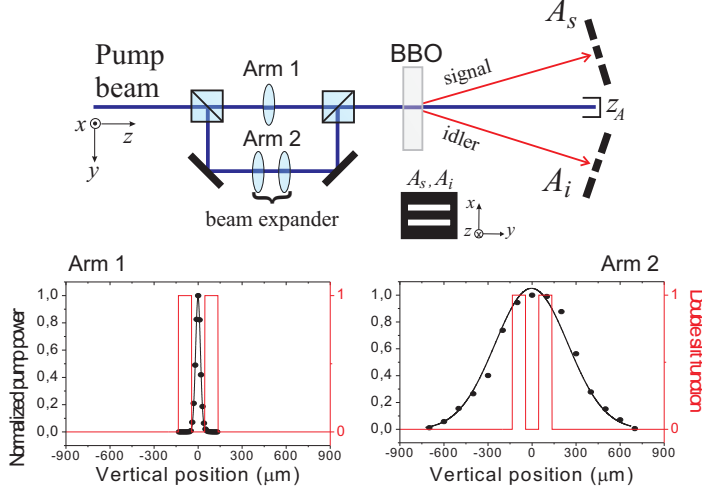 A_s
Pump beam
Arm 1
BBO
signal
z_A
x
z
y
Arm 2
idler
A_i
beam expander
A_s, A_i
x
z
y
Arm 1
Arm 2
Normalized pump power
1,0
0,8
0,6
0,4
0,2
0,0
1
0
-900 -600 -300 0 300 600 900
Vertical position (μm)
1,0
0,8
0,6
0,4
0,2
0,0
1
0
-900 -600 -300 0 300 600 900
Vertical position (μm)
Double slit function